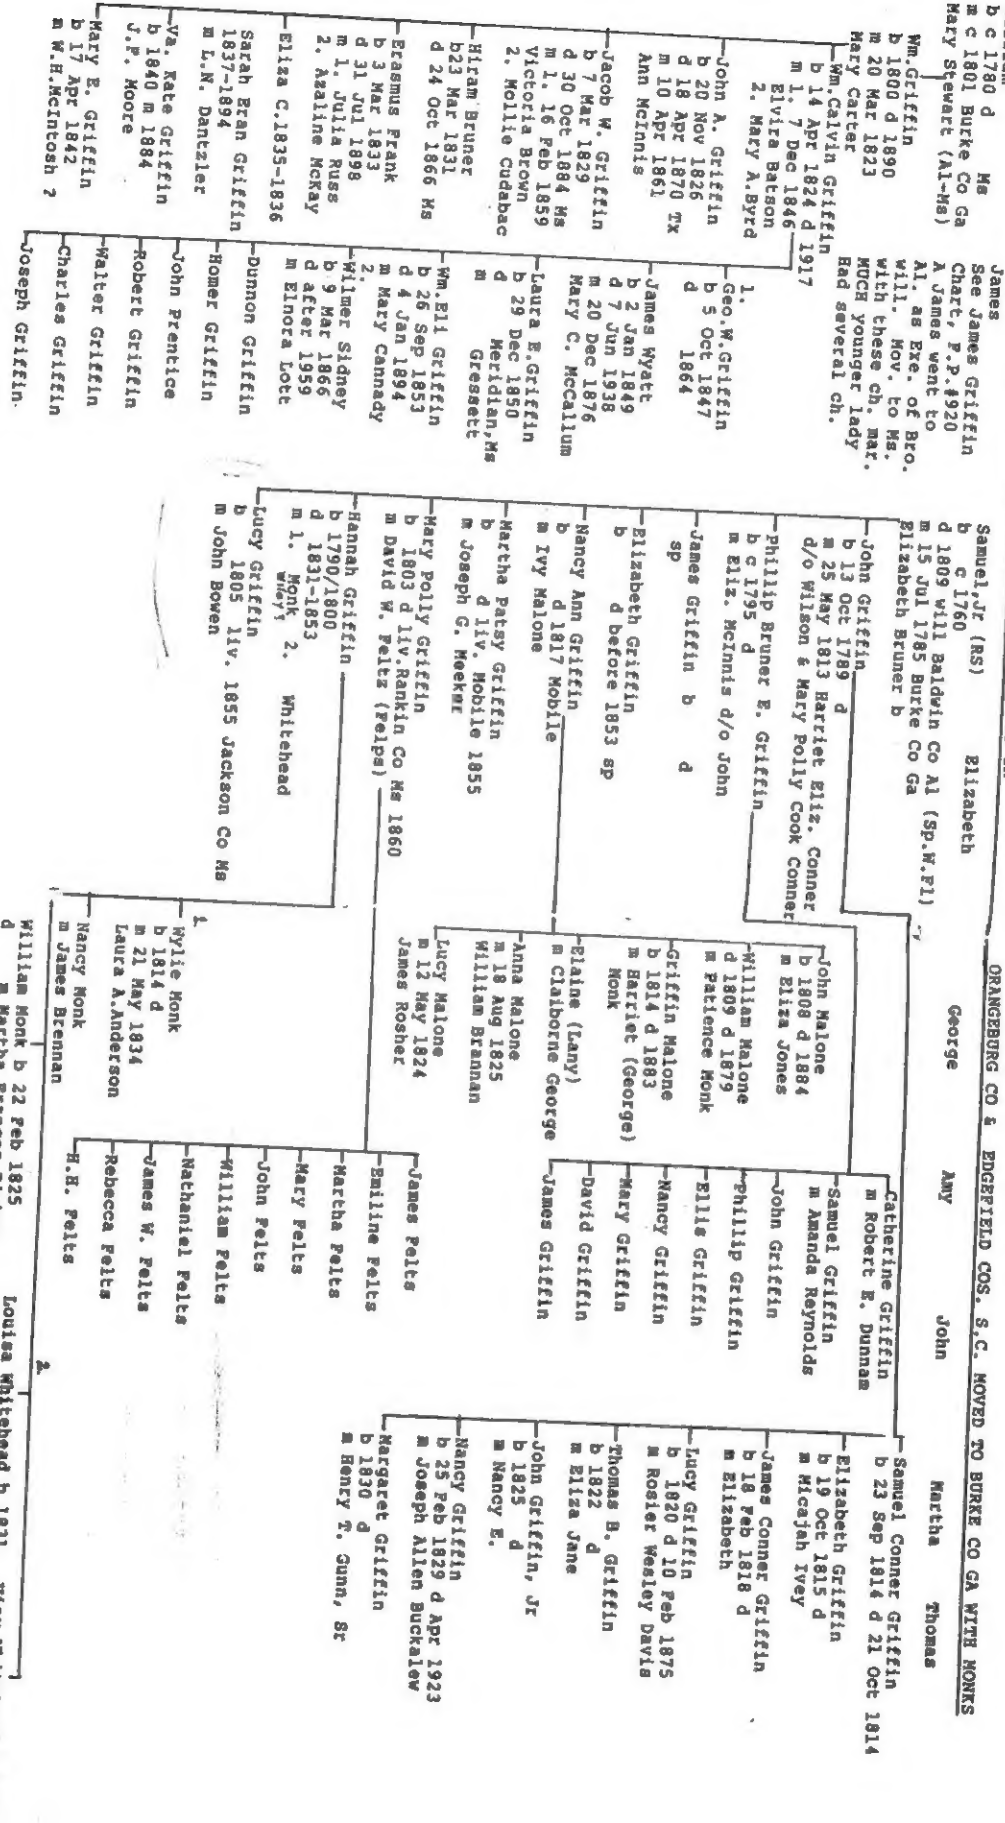 ORANGEBURG CO & EDGEFIELD COS. S.C. MOVED TO BURKE CO GA WITH MONKS
b c 1780 d Ms
m c 1801 Burke Co Ga
Mary Stewart (Al-Ms)
Wm.Griffin
b 1800 d 1890
m 20 Mar 1823
Mary Carter
Wm.Calvin Griffin
b 14 Apr 1824 d 1917
m 1. 7 Dec 1846
Elvira Batson
2. Mary A.Byrd
John A. Griffin
b 20 Nov 1826
d 18 Apr 1870 Tx
m 10 Apr 1861
Ann McInnis
Jacob W. Griffin
b 7 Mar 1829
d 30 Oct 1884 Ms
m 1. 16 Feb 1859
Victoria Brown
2. Mollie Cudabac
Hiram Bruner
b23 Mar 1831
d 24 Oct 1866 Ms
Erasmus Frank
b 3 Mar 1833
d 31 Jul 1898
m 1. Julia Russ
2. Azaline McKay
Eliza C.1835-1836
Sarah Eran Griffin
1837-1894
m L.N. Dantzler
Va. Kate Griffin
b 1840 m 1884
J.P. Moore
Mary E. Griffin
b 17 Apr 1842
m W.H.McIntosh ?
James
See James Griffin
Chart, F.P.#920
A James went to
Al. as Exe. of Bro.
will. Mov. to Ms.
with these ch. mar.
MUCH younger lady
Had several ch.
1.
Geo.W.Griffin
b 5 Oct 1847
d 1864
James Wyatt
b 2 Jan 1849
d 7 Jun 1938
m 20 Dec 1876
Mary C. McCallum
Laura E.Griffin
b 29 Dec 1850
d Meridian,Ms
m Gressett
Wm.Eli Griffin
b 26 Sep 1853
d 4 Jan 1894
m Mary Cannady
2.
Wilmer Sidney
b 9 Mar 1866
d after 1959
m Elnora Lott
Dunnon Griffin
Homer Griffin
John Prentice
Robert Griffin
Walter Griffin
Charles Griffin
Joseph Griffin
Samuel,Jr (RS)
b c 1760
d 1809 will Baldwin Co Al (Sp.W.Fl)
m 15 Jul 1785 Burke Co Ga
Elizabeth Bruner b
John Griffin
b 13 Oct 1789 d
m 25 May 1813 Harriet Eliz. Conner
d/o Wilson & Mary Polly Cook Conner
Phillip Bruner E. Griffin
b c 1795 d
m Eliz. McInnis d/o John
James Griffin b d
sp
Elizabeth Griffin
b d before 1853 sp
Nancy Ann Griffin
b d 1817 Mobile
m Ivy Malone
Martha Patsy Griffin
b d liv. Mobile 1855
m Joseph G. Meeker
Mary Polly Griffin
b 1803 d liv.Rankin Co Ms 1860
m David W. Feltz (Felps)
Hannah Griffin
b 1790/1800
d 1831-1853
m 1. Monk 2. Whitehead
Wiley?
Lucy Griffin
b 1805 liv. 1855 Jackson Co Ms
m John Bowen
Elizabeth
George
Amy
John
Martha
Thomas
John Malone
b 1808 d 1884
m Eliza Jones
William Malone
d 1809 d 1879
m Patience Monk
Griffin Malone
b 1814 d 1883
m Harriet (George)
Monk
Elaine (Lany)
m Claiborne George
Anna Malone
m 18 Aug 1825
William Brannan
Lucy Malone
m 12 May 1824
James Rosher
1.
Wylie Monk
b 1814 d
m 21 May 1834
Laura A.Anderson
Nancy Monk
m James Brennan
William Monk b 22 Feb 1825
Catherine Griffin
m Robert E. Dunnam
Samuel Griffin
m Amanda Reynolds
John Griffin
Phillip Griffin
Ellis Griffin
Nancy Griffin
Mary Griffin
David Griffin
James Griffin
James Felts
Emiline Felts
Martha Felts
Mary Felts
John Felts
William Felts
Nathaniel Felts
James W. Felts
Rebecca Felts
H.H. Felts
2
Louisa Whitehead b 1831
Samuel Conner Griffin
b 23 Sep 1814 d 21 Oct 1814
Elizabeth Griffin
b 19 Oct 1815 d
m Micajah Ivey
James Conner Griffin
b 18 Feb 1818 d
m Elizabeth
Lucy Griffin
b 1820 d 10 Feb 1875
m Rosier Wesley Davis
Thomas B. Griffin
b 1822 d
m Eliza Jane
John Griffin, Jr
b 1825 d
m Nancy E.
Nancy Griffin
b 25 Feb 1829 d Apr 1923
m Joseph Allen Buckalew
Margaret Griffin
b 1830 d
m Henry T. Gunn, Sr